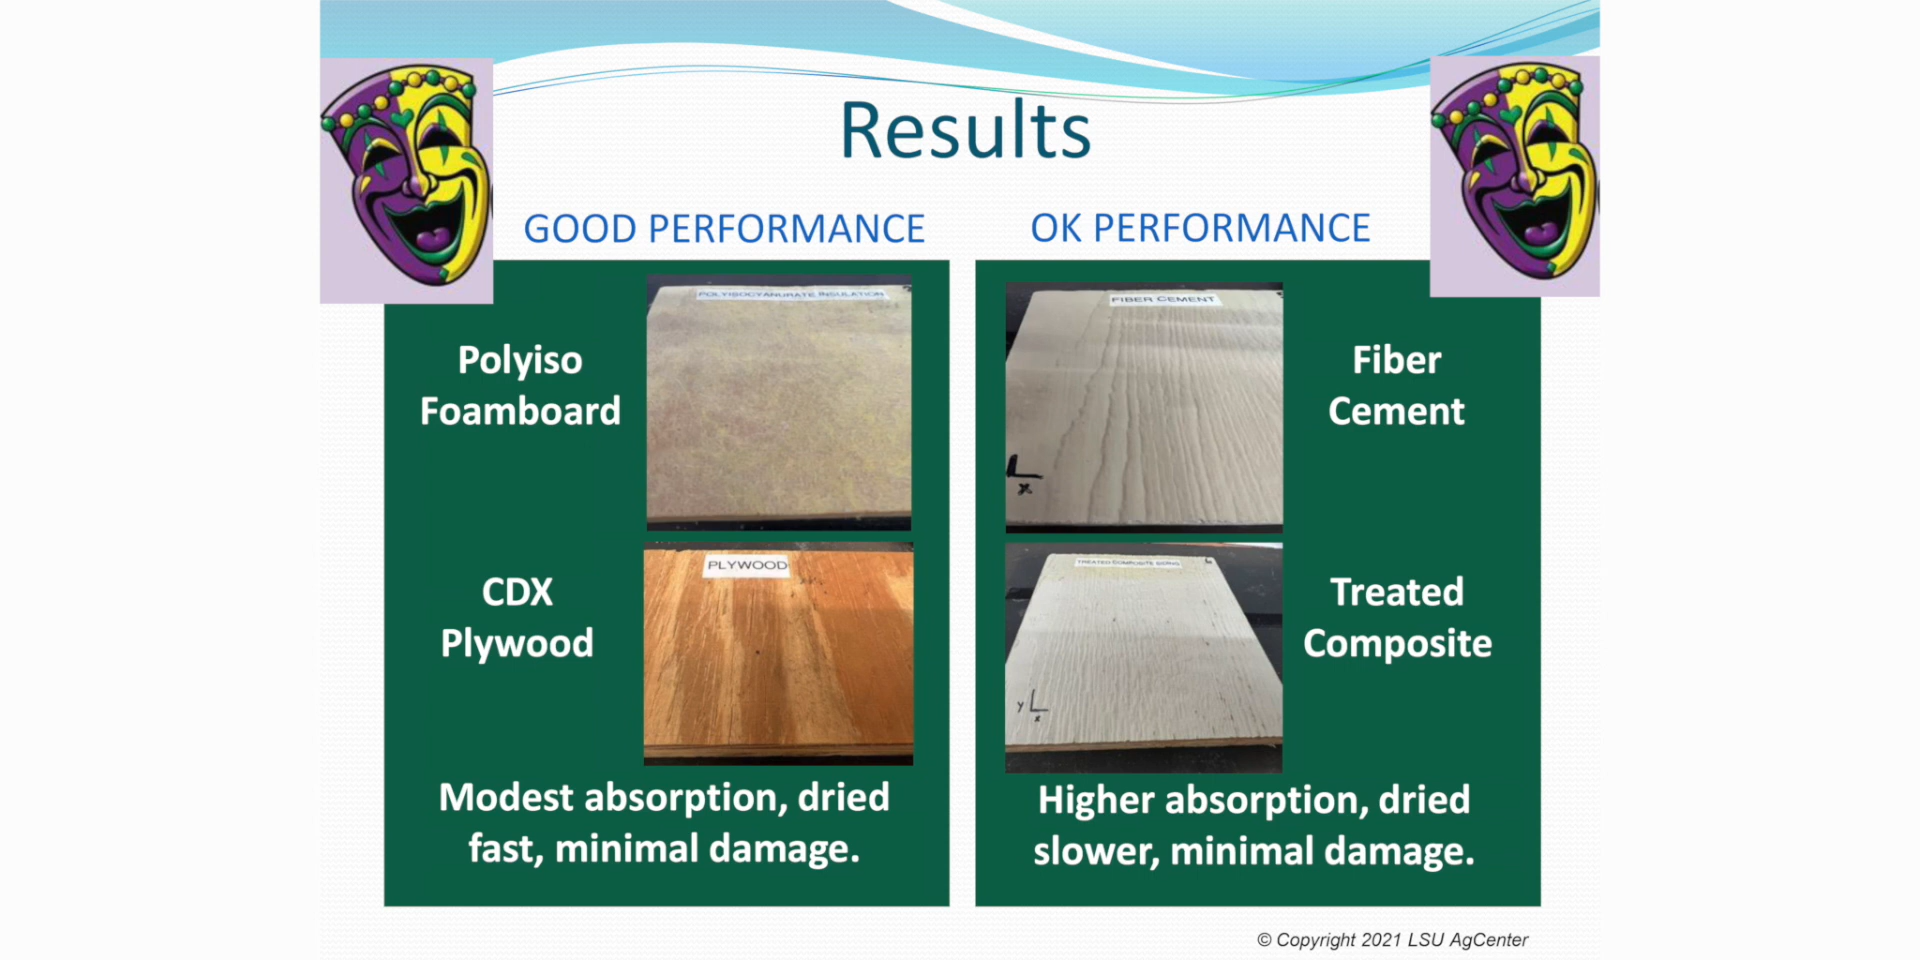 Results
GOOD PERFORMANCE
Polyiso
Foamboard
POLYISOCYANURATE INSULATION
CDX
Plywood
PLYWOOD
Modest absorption, dried
fast, minimal damage.
OK PERFORMANCE
FIBER CEMENT
L
x
Fiber
Cement
TREATED COMPOSITE SIDING
y L
x
Treated
Composite
Higher absorption, dried
slower, minimal damage.
© Copyright 2021 LSU AgCenter